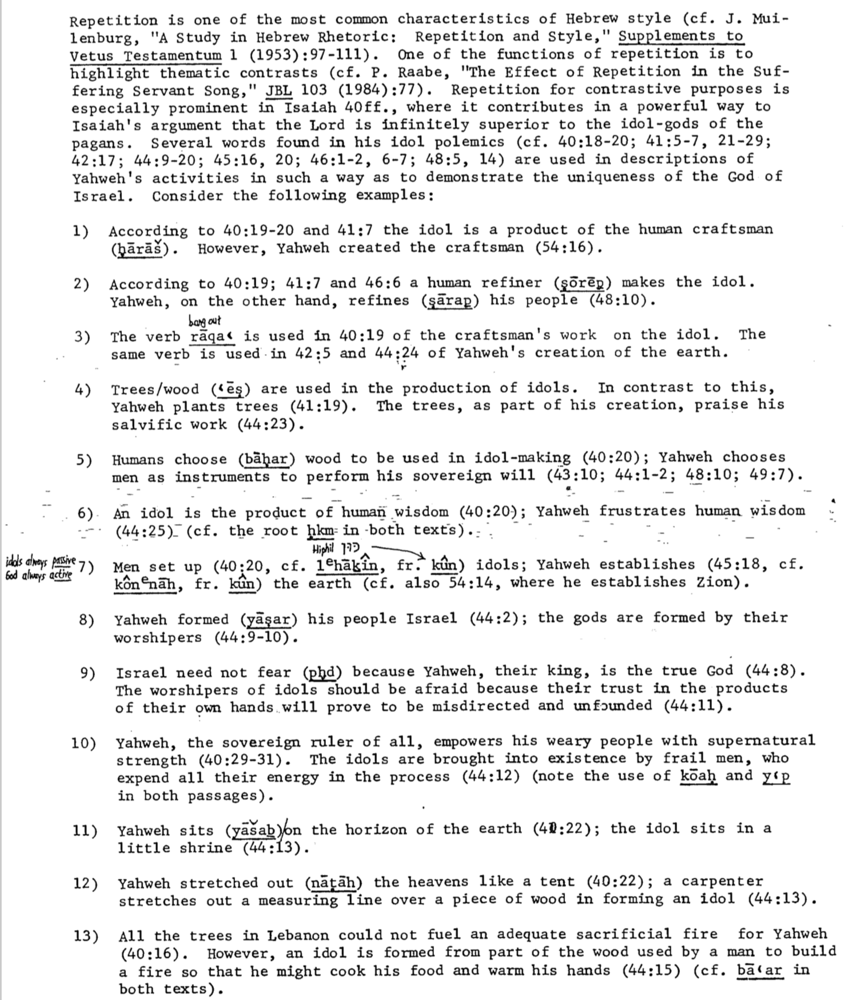 Repetition is one of the most common characteristics of Hebrew style (cf. J. Mui-
lenburg, "A Study in Hebrew Rhetoric: Repetition and Style," Supplements to
Vetus Testamentum 1 (1953):97-111). One of the functions of repetition is to
highlight thematic contrasts (cf. P. Raabe, "The Effect of Repetition in the Suf-
fering Servant Song," JBL 103 (1984):77). Repetition for contrastive purposes is
especially prominent in Isaiah 40ff., where it contributes in a powerful way to
Isaiah's argument that the Lord is infinitely superior to the idol-gods of the
pagans. Several words found in his idol polemics (cf. 40:18-20; 41:5-7, 21-29;
42:17; 44:9-20; 45:16, 20; 46:1-2, 6-7; 48:5, 14) are used in descriptions of
Yahweh's activities in such a way as to demonstrate the uniqueness of the God of
Israel. Consider the following examples:
1) According to 40:19-20 and 41:7 the idol is a product of the human craftsman
(ḥārāš). However, Yahweh created the craftsman (54:16).
2) According to 40:19; 41:7 and 46:6 a human refiner (ṣōrēp̱) makes the idol.
Yahweh, on the other hand, refines (ṣārap̱) his people (48:10).
bang out
3) The verb rāqaʿ is used in 40:19 of the craftsman's work on the idol. The
same verb is used in 42:5 and 44:24 of Yahweh's creation of the earth.
4) Trees/wood (ʿēṣ) are used in the production of idols. In contrast to this,
Yahweh plants trees (41:19). The trees, as part of his creation, praise his
salvific work (44:23).
5) Humans choose (bāḥar) wood to be used in idol-making (40:20); Yahweh chooses
men as instruments to perform his sovereign will (43:10; 44:1-2; 48:10; 49:7).
6) An idol is the product of human wisdom (40:20); Yahweh frustrates human wisdom
(44:25) (cf. the root ḥkm in both texts).
Hiphil כון
idols always passive
God always active
7) Men set up (40:20, cf. lᵉhāḵîn, fr. kûn) idols; Yahweh establishes (45:18, cf.
kônᵉnāh, fr. kûn) the earth (cf. also 54:14, where he establishes Zion).
8) Yahweh formed (yāṣar) his people Israel (44:2); the gods are formed by their
worshipers (44:9-10).
9) Israel need not fear (pḥd) because Yahweh, their king, is the true God (44:8).
The worshipers of idols should be afraid because their trust in the products
of their own hands will prove to be misdirected and unfounded (44:11).
10) Yahweh, the sovereign ruler of all, empowers his weary people with supernatural
strength (40:29-31). The idols are brought into existence by frail men, who
expend all their energy in the process (44:12) (note the use of kōaḥ and yʿp
in both passages).
11) Yahweh sits (yāšaḇ)/on the horizon of the earth (40:22); the idol sits in a
little shrine (44:13).
12) Yahweh stretched out (nāṭāh) the heavens like a tent (40:22); a carpenter
stretches out a measuring line over a piece of wood in forming an idol (44:13).
13) All the trees in Lebanon could not fuel an adequate sacrificial fire for Yahweh
(40:16). However, an idol is formed from part of the wood used by a man to build
a fire so that he might cook his food and warm his hands (44:15) (cf. bāʿar in
both texts).